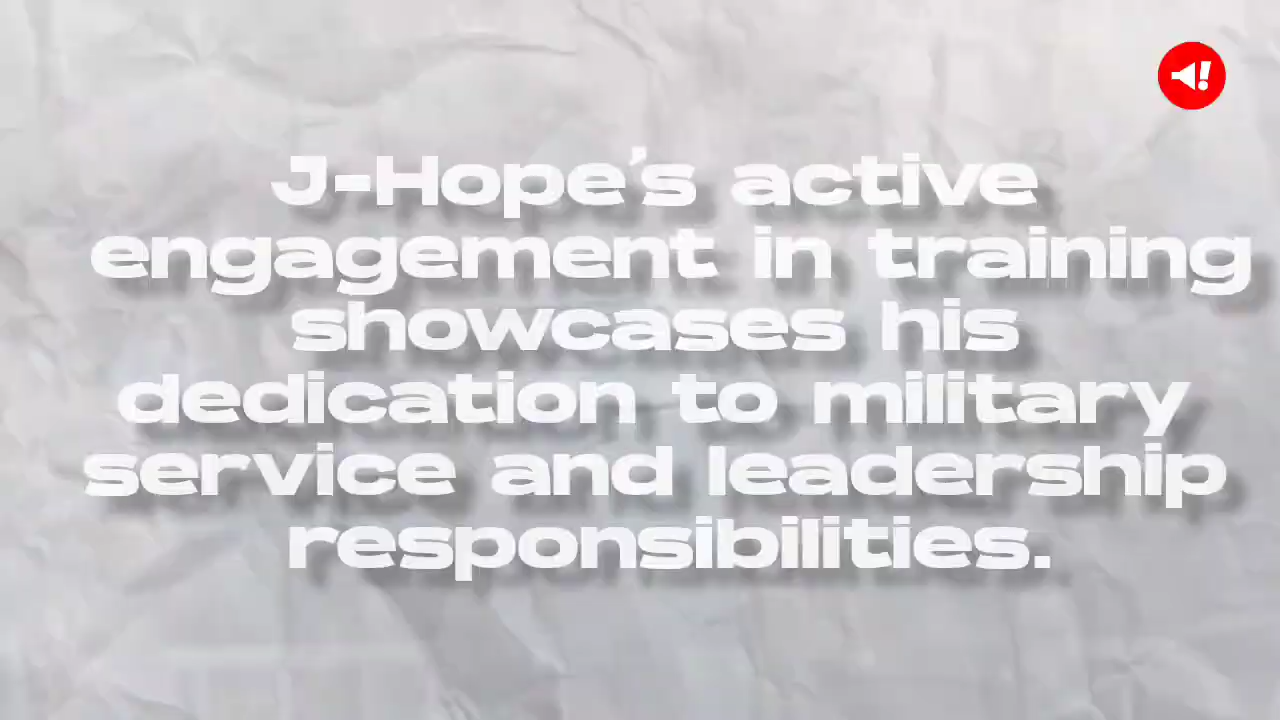 J-Hope’s active
engagement in training
showcases his
dedication to military
service and leadership
responsibilities.